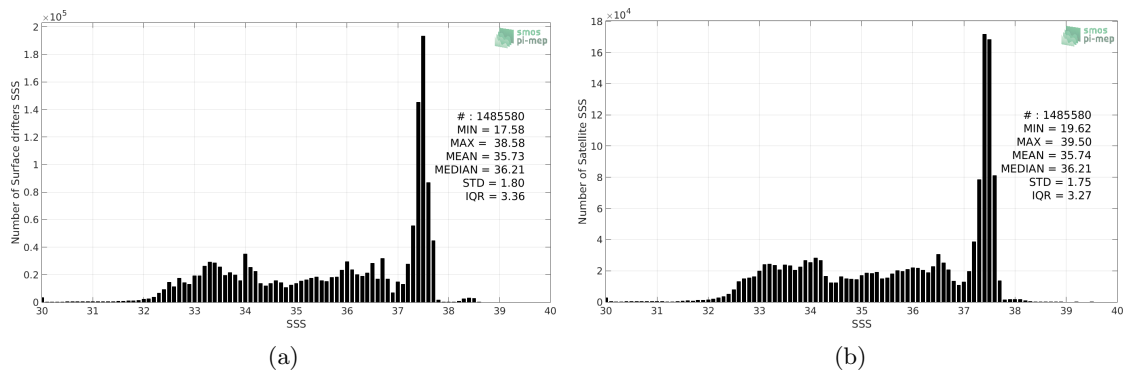 ×10⁵
2
1.8
1.6
1.4
1.2
1
0.8
0.6
0.4
0.2
0
Number of Surface drifters SSS
smos
pi-mep
# : 1485580
MIN = 17.58
MAX = 38.58
MEAN = 35.73
MEDIAN = 36.21
STD = 1.80
IQR = 3.36
30 31 32 33 34 35 36 37 38 39 40
SSS
(a)
×10⁴
18
16
14
12
10
8
6
4
2
0
Number of Satellite SSS
smos
pi-mep
# : 1485580
MIN = 19.62
MAX = 39.50
MEAN = 35.74
MEDIAN = 36.21
STD = 1.75
IQR = 3.27
30 31 32 33 34 35 36 37 38 39 40
SSS
(b)